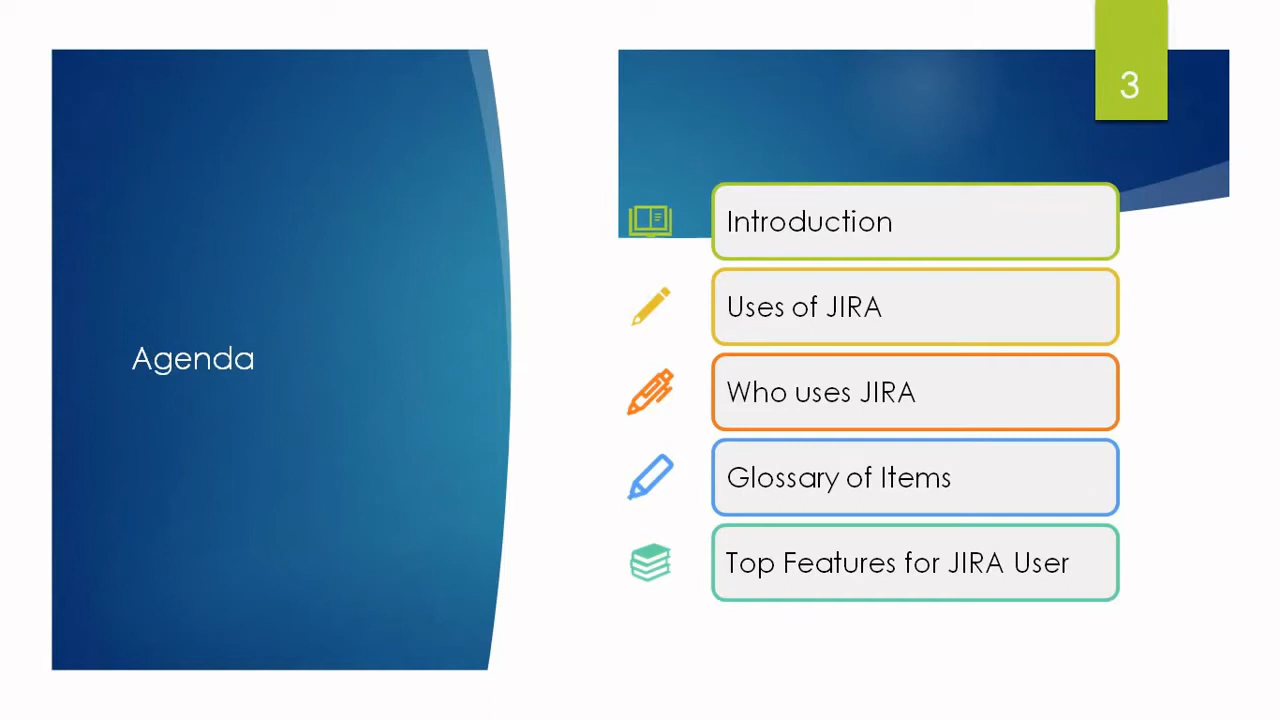 3
Agenda
Introduction
Uses of JIRA
Who uses JIRA
Glossary of Items
Top Features for JIRA User